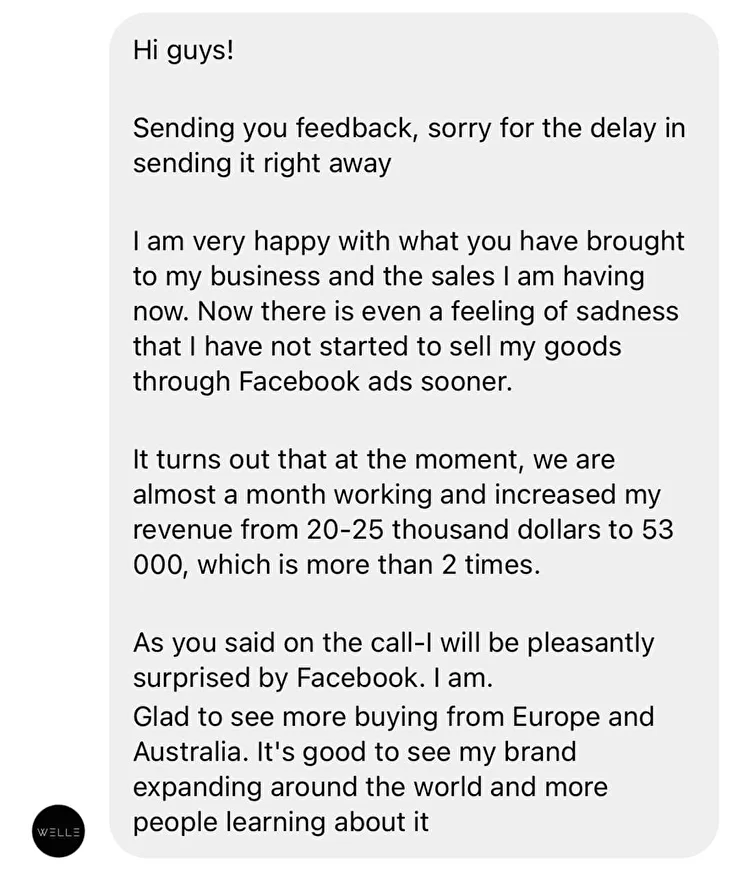 Hi guys!
Sending you feedback, sorry for the delay in
sending it right away
I am very happy with what you have brought
to my business and the sales I am having
now. Now there is even a feeling of sadness
that I have not started to sell my goods
through Facebook ads sooner.
It turns out that at the moment, we are
almost a month working and increased my
revenue from 20-25 thousand dollars to 53
000, which is more than 2 times.
As you said on the call-I will be pleasantly
surprised by Facebook. I am.
Glad to see more buying from Europe and
Australia. It's good to see my brand
expanding around the world and more
people learning about it
WELLE